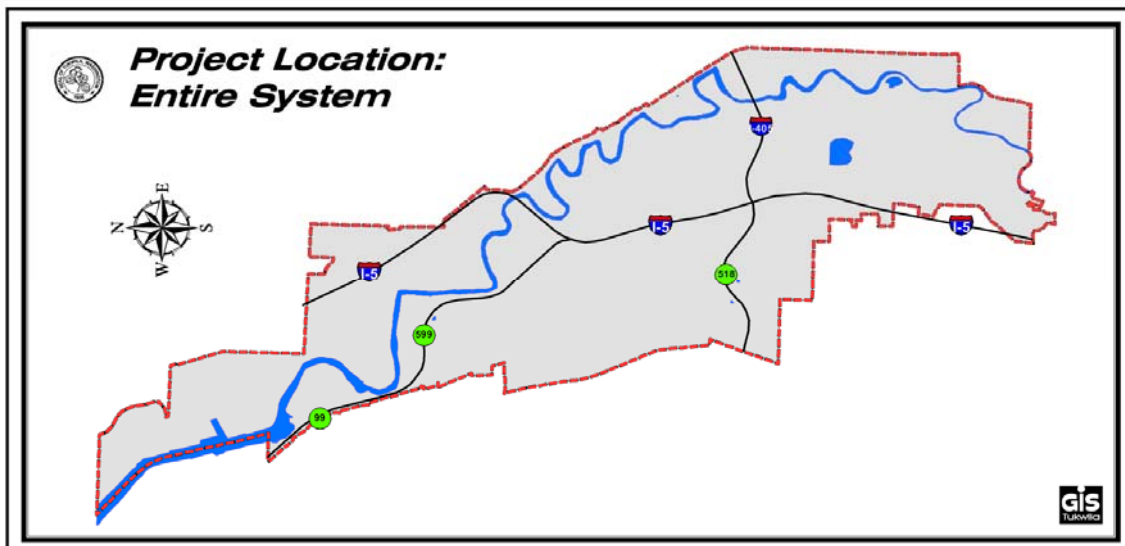 Project Location:
Entire System
E
N
S
W
I-405
I-5
I-5
I-5
518
599
99
GIS
Tukwila